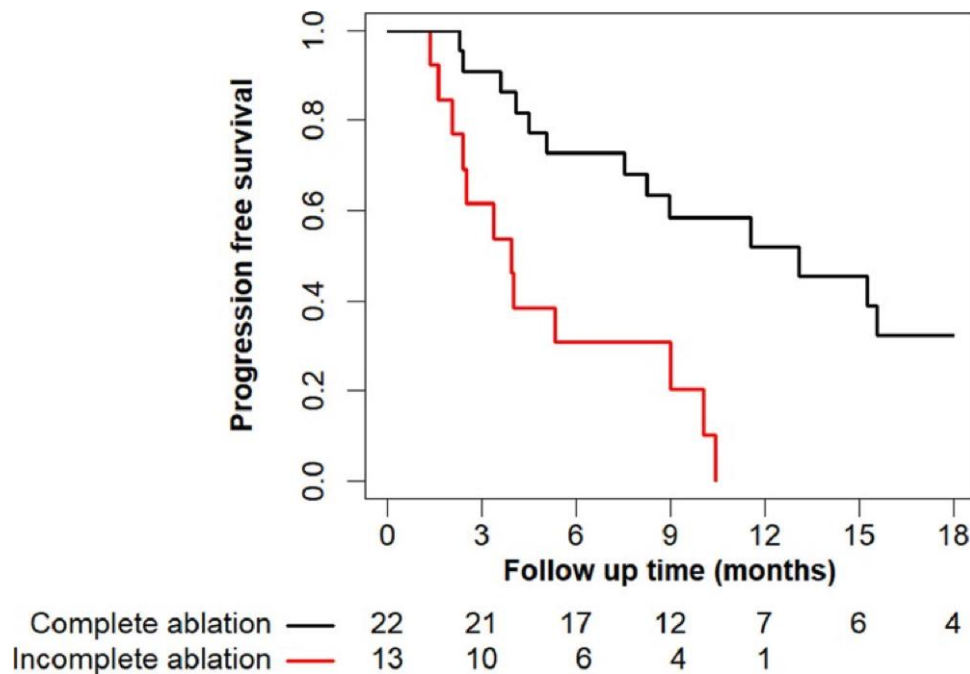 Progression free survival
1.0
0.8
0.6
0.4
0.2
0.0
0 3 6 9 12 15 18
Follow up time (months)
Complete ablation 22 21 17 12 7 6 4
Incomplete ablation 13 10 6 4 1